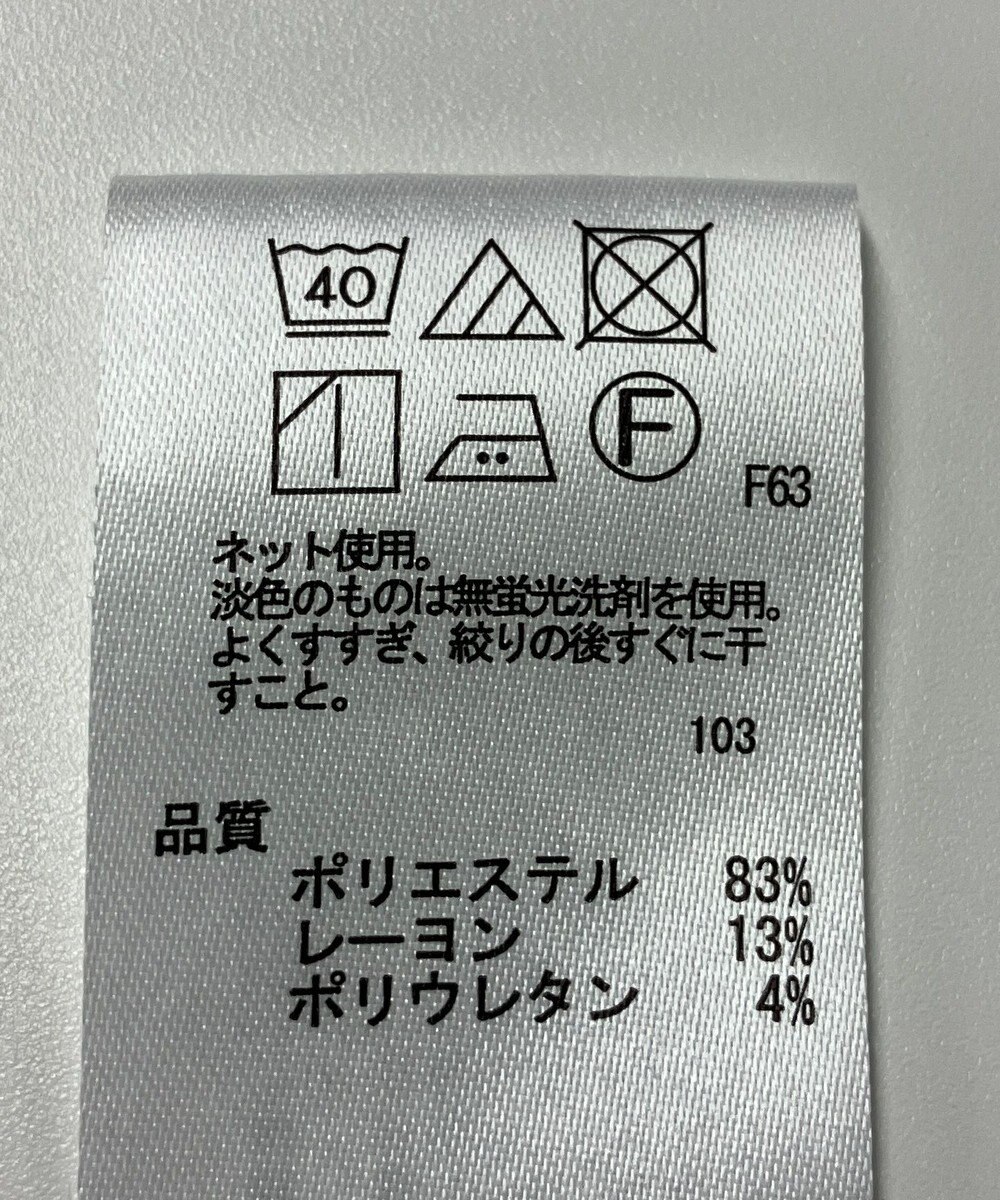 40
F
F63
ネット使用。
淡色のものは無蛍光洗剤を使用。
よくすすぎ、絞りの後すぐに干
すこと。
103
品質
ポリエステル 83%
レーヨン 13%
ポリウレタン 4%